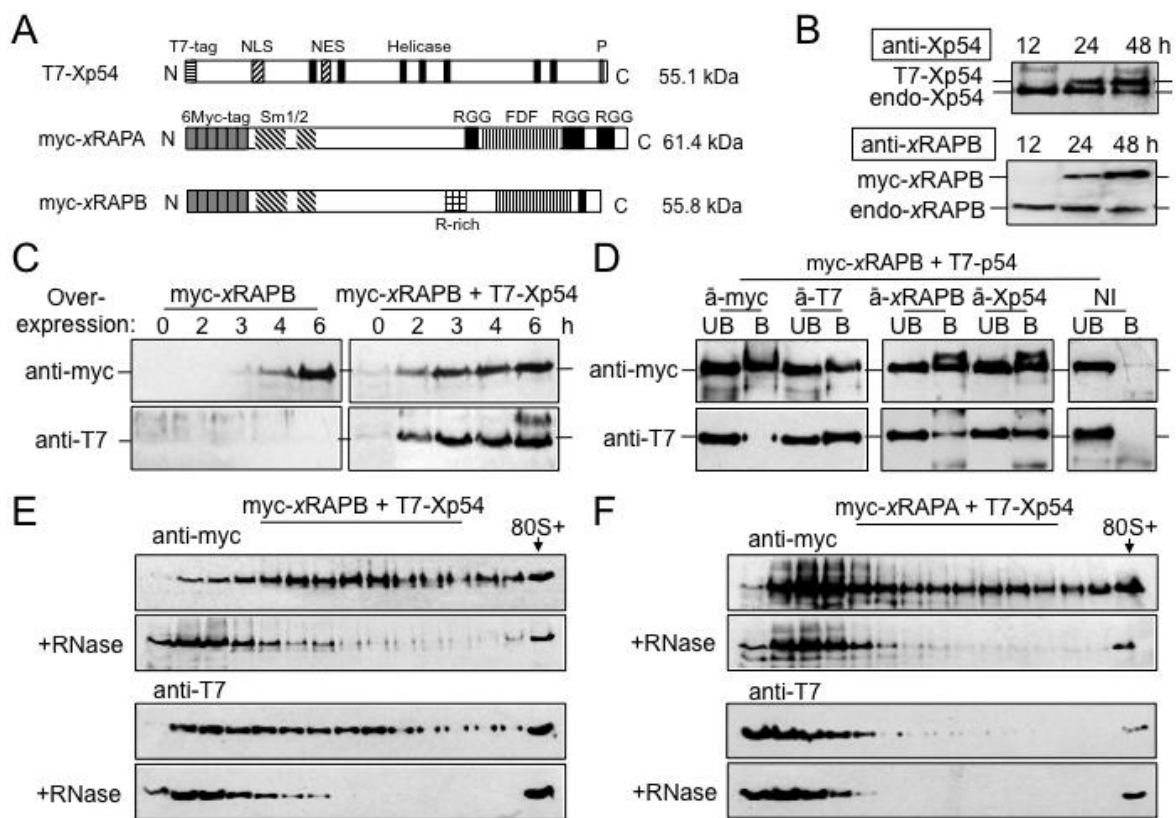 A
T7-tag NLS NES Helicase P
T7-Xp54 N C 55.1 kDa
6Myc-tag Sm1/2 RGG FDF RGG RGG
myc-xRAPA N C 61.4 kDa
myc-xRAPB N C 55.8 kDa
R-rich
B
anti-Xp54 12 24 48 h
T7-Xp54
endo-Xp54
anti-xRAPB 12 24 48 h
myc-xRAPB
endo-xRAPB
C
Over- myc-xRAPB myc-xRAPB + T7-Xp54
expression: 0 2 3 4 6 0 2 3 4 6 h
anti-myc
anti-T7
D
myc-xRAPB + T7-p54
ā-myc ā-T7 ā-xRAPB ā-Xp54 NI
UB B UB B UB B UB B UB B
anti-myc
anti-T7
E
myc-xRAPB + T7-Xp54
anti-myc 80S+
+RNase
anti-T7
+RNase
F
myc-xRAPA + T7-Xp54
anti-myc 80S+
+RNase
anti-T7
+RNase